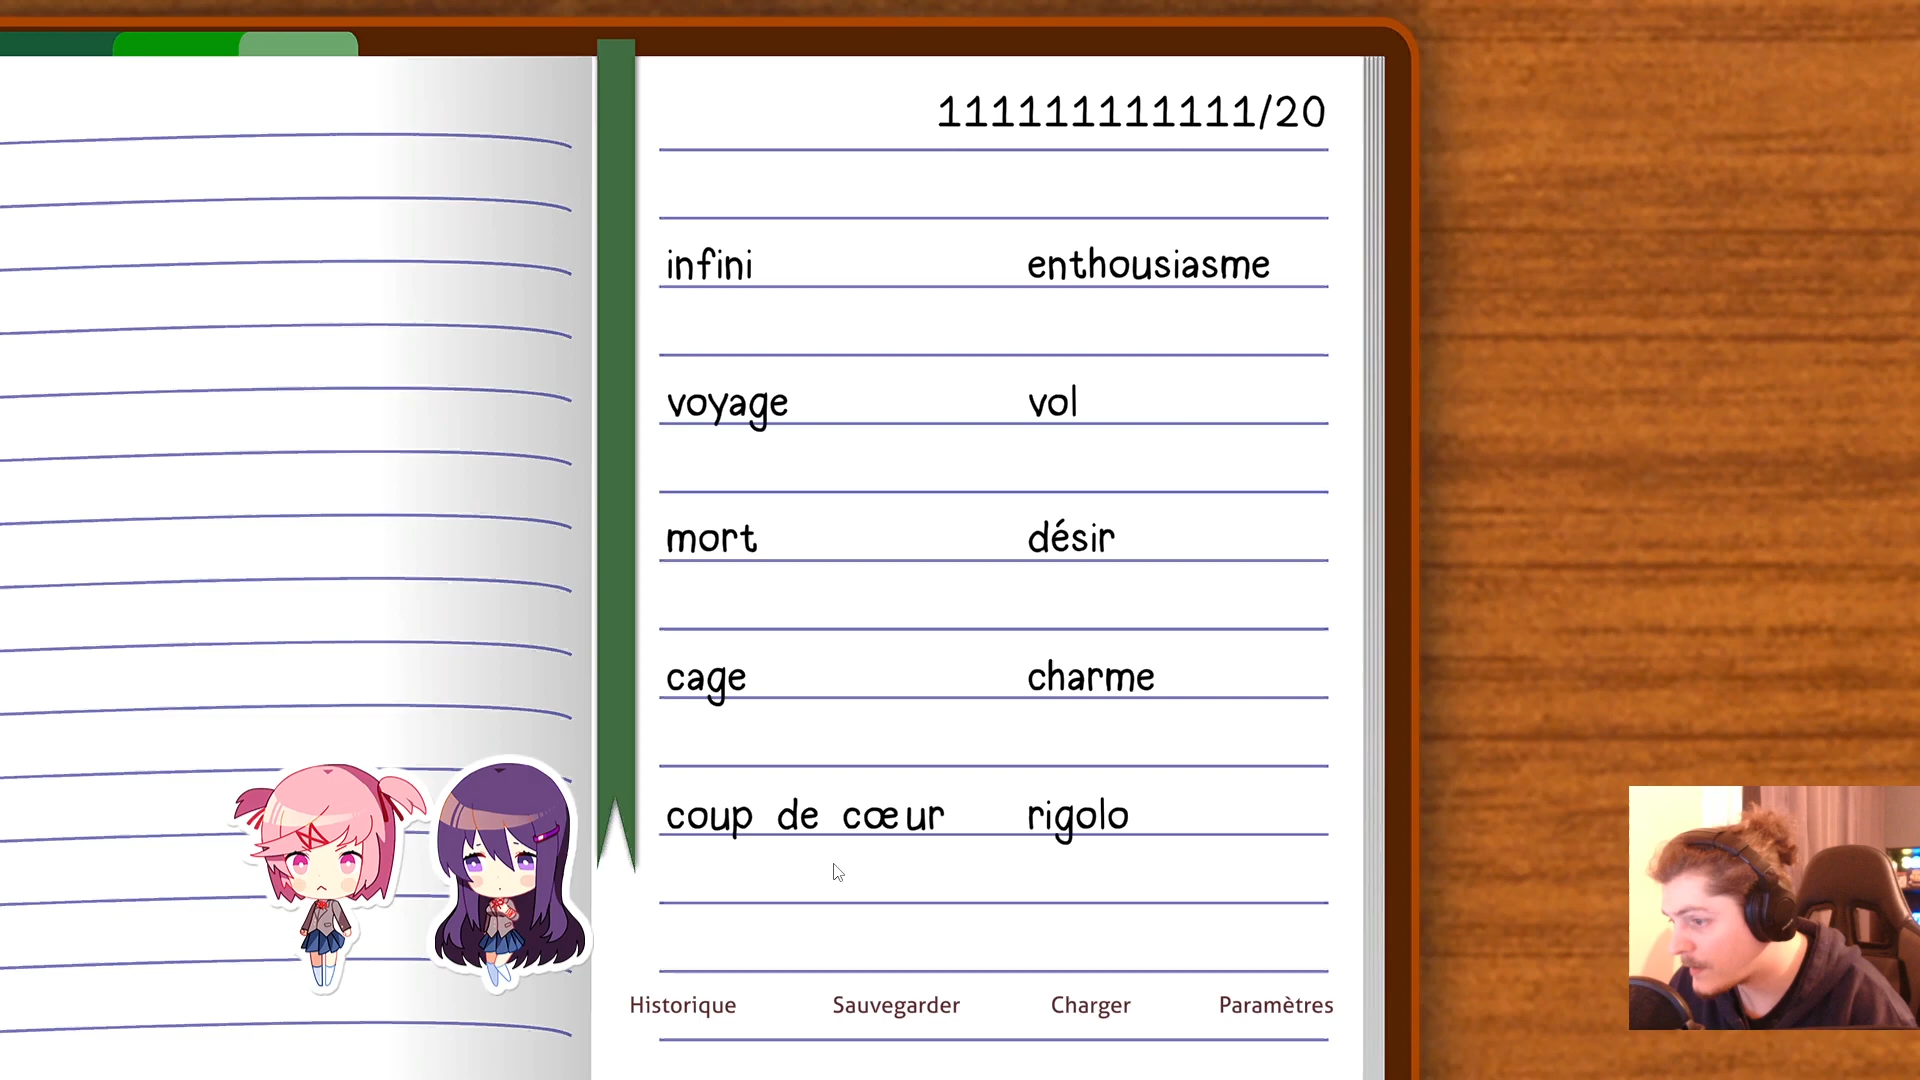 111111111111/20
infini enthousiasme
voyage vol
mort désir
cage charme
coup de cœur rigolo
Historique Sauvegarder Charger Paramètres